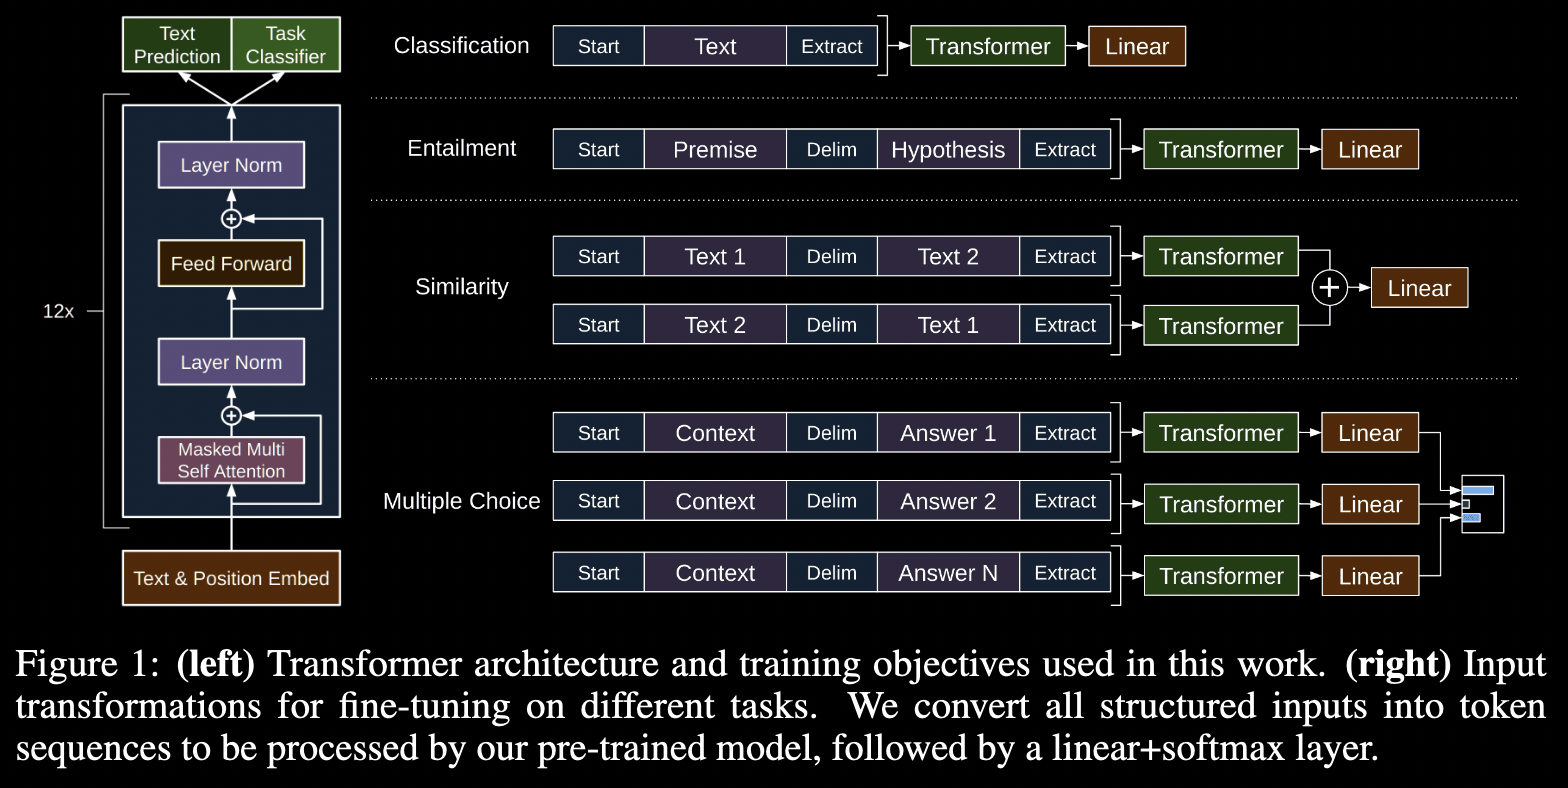 Text
Prediction
Task
Classifier
12x
Layer Norm
Feed Forward
Layer Norm
Masked Multi
Self Attention
Text & Position Embed
Classification
Start Text Extract Transformer Linear
Entailment
Start Premise Delim Hypothesis Extract Transformer Linear
Similarity
Start Text 1 Delim Text 2 Extract Transformer
Start Text 2 Delim Text 1 Extract Transformer
Linear
Multiple Choice
Start Context Delim Answer 1 Extract Transformer Linear
Start Context Delim Answer 2 Extract Transformer Linear
Start Context Delim Answer N Extract Transformer Linear
Figure 1: (left) Transformer architecture and training objectives used in this work. (right) Input
transformations for fine-tuning on different tasks. We convert all structured inputs into token
sequences to be processed by our pre-trained model, followed by a linear+softmax layer.